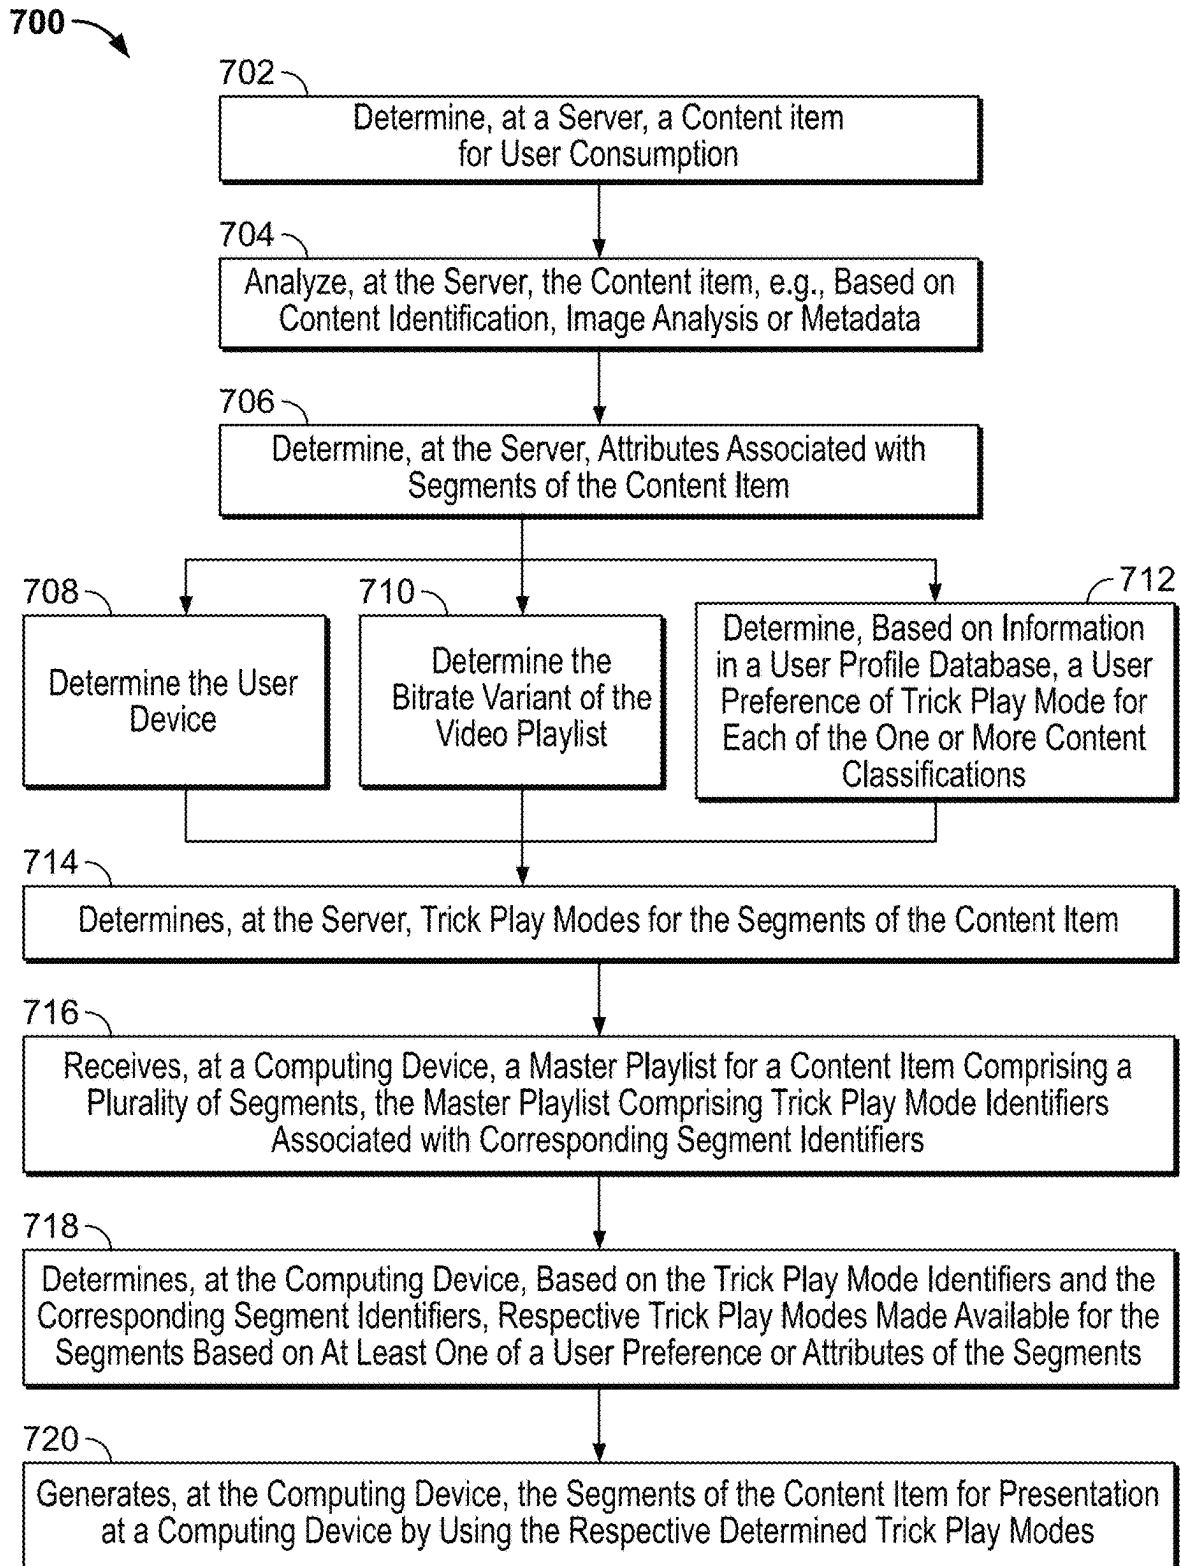 700
702
Determine, at a Server, a Content item
for User Consumption
704
Analyze, at the Server, the Content item, e.g., Based on
Content Identification, Image Analysis or Metadata
706
Determine, at the Server, Attributes Associated with
Segments of the Content Item
708
Determine the User
Device
710
Determine the
Bitrate Variant of the
Video Playlist
712
Determine, Based on Information
in a User Profile Database, a User
Preference of Trick Play Mode for
Each of the One or More Content
Classifications
714
Determines, at the Server, Trick Play Modes for the Segments of the Content Item
716
Receives, at a Computing Device, a Master Playlist for a Content Item Comprising a
Plurality of Segments, the Master Playlist Comprising Trick Play Mode Identifiers
Associated with Corresponding Segment Identifiers
718
Determines, at the Computing Device, Based on the Trick Play Mode Identifiers and the
Corresponding Segment Identifiers, Respective Trick Play Modes Made Available for the
Segments Based on At Least One of a User Preference or Attributes of the Segments
720
Generates, at the Computing Device, the Segments of the Content Item for Presentation
at a Computing Device by Using the Respective Determined Trick Play Modes